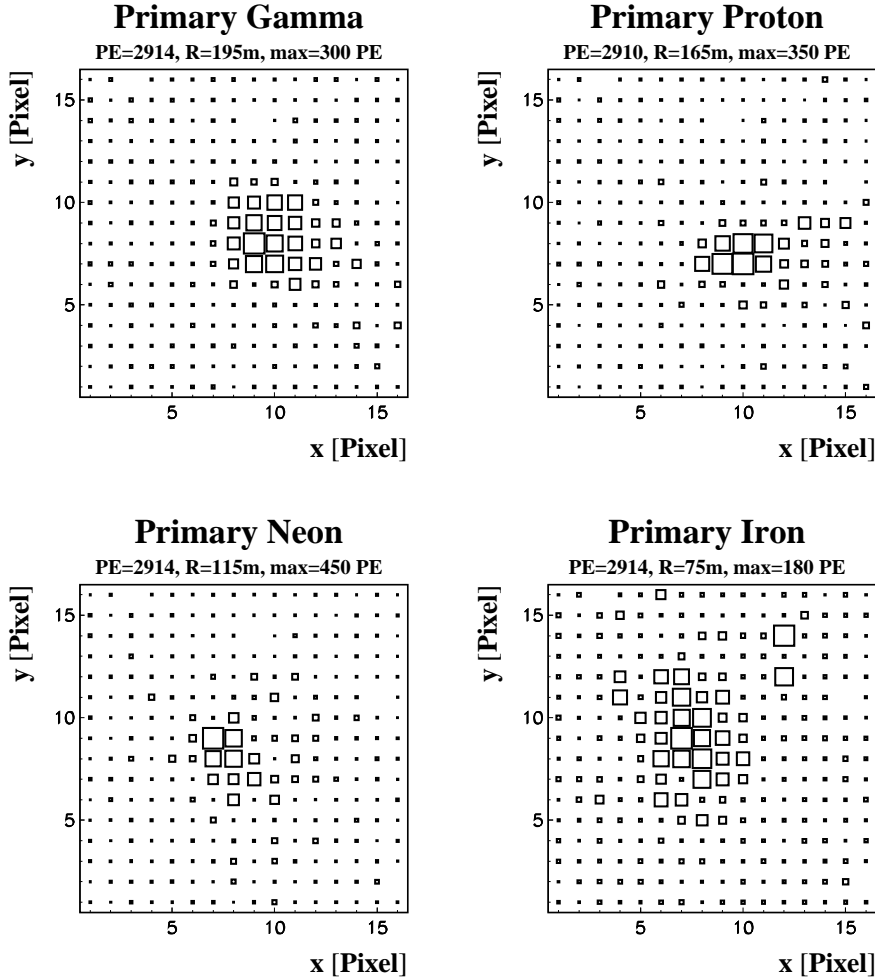 Primary Gamma
PE=2914, R=195m, max=300 PE
y [Pixel]
15
10
5
5 10 15
x [Pixel]
Primary Proton
PE=2910, R=165m, max=350 PE
y [Pixel]
15
10
5
5 10 15
x [Pixel]
Primary Neon
PE=2914, R=115m, max=450 PE
y [Pixel]
15
10
5
5 10 15
x [Pixel]
Primary Iron
PE=2914, R=75m, max=180 PE
y [Pixel]
15
10
5
5 10 15
x [Pixel]